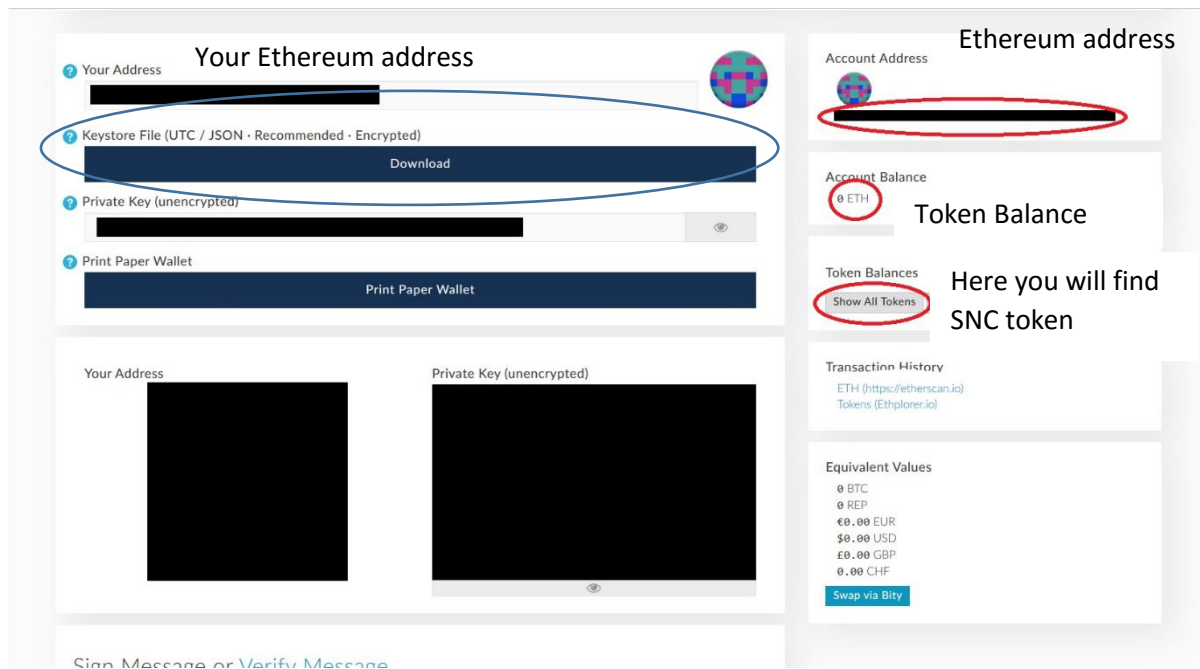 Your Ethereum address
Your Address
Keystore File (UTC / JSON · Recommended · Encrypted)
Download
Private Key (unencrypted)
Print Paper Wallet
Print Paper Wallet
Your Address
Private Key (unencrypted)
Sign Message or Verify Message
Ethereum address
Account Address
Account Balance
0 ETH
Token Balance
Token Balances
Show All Tokens
Here you will find
SNC token
Transaction History
ETH (https://etherscan.io)
Tokens (Ethplorer.io)
Equivalent Values
0 BTC
0 REP
€0.00 EUR
$0.00 USD
£0.00 GBP
0.00 CHF
Swap via Bity